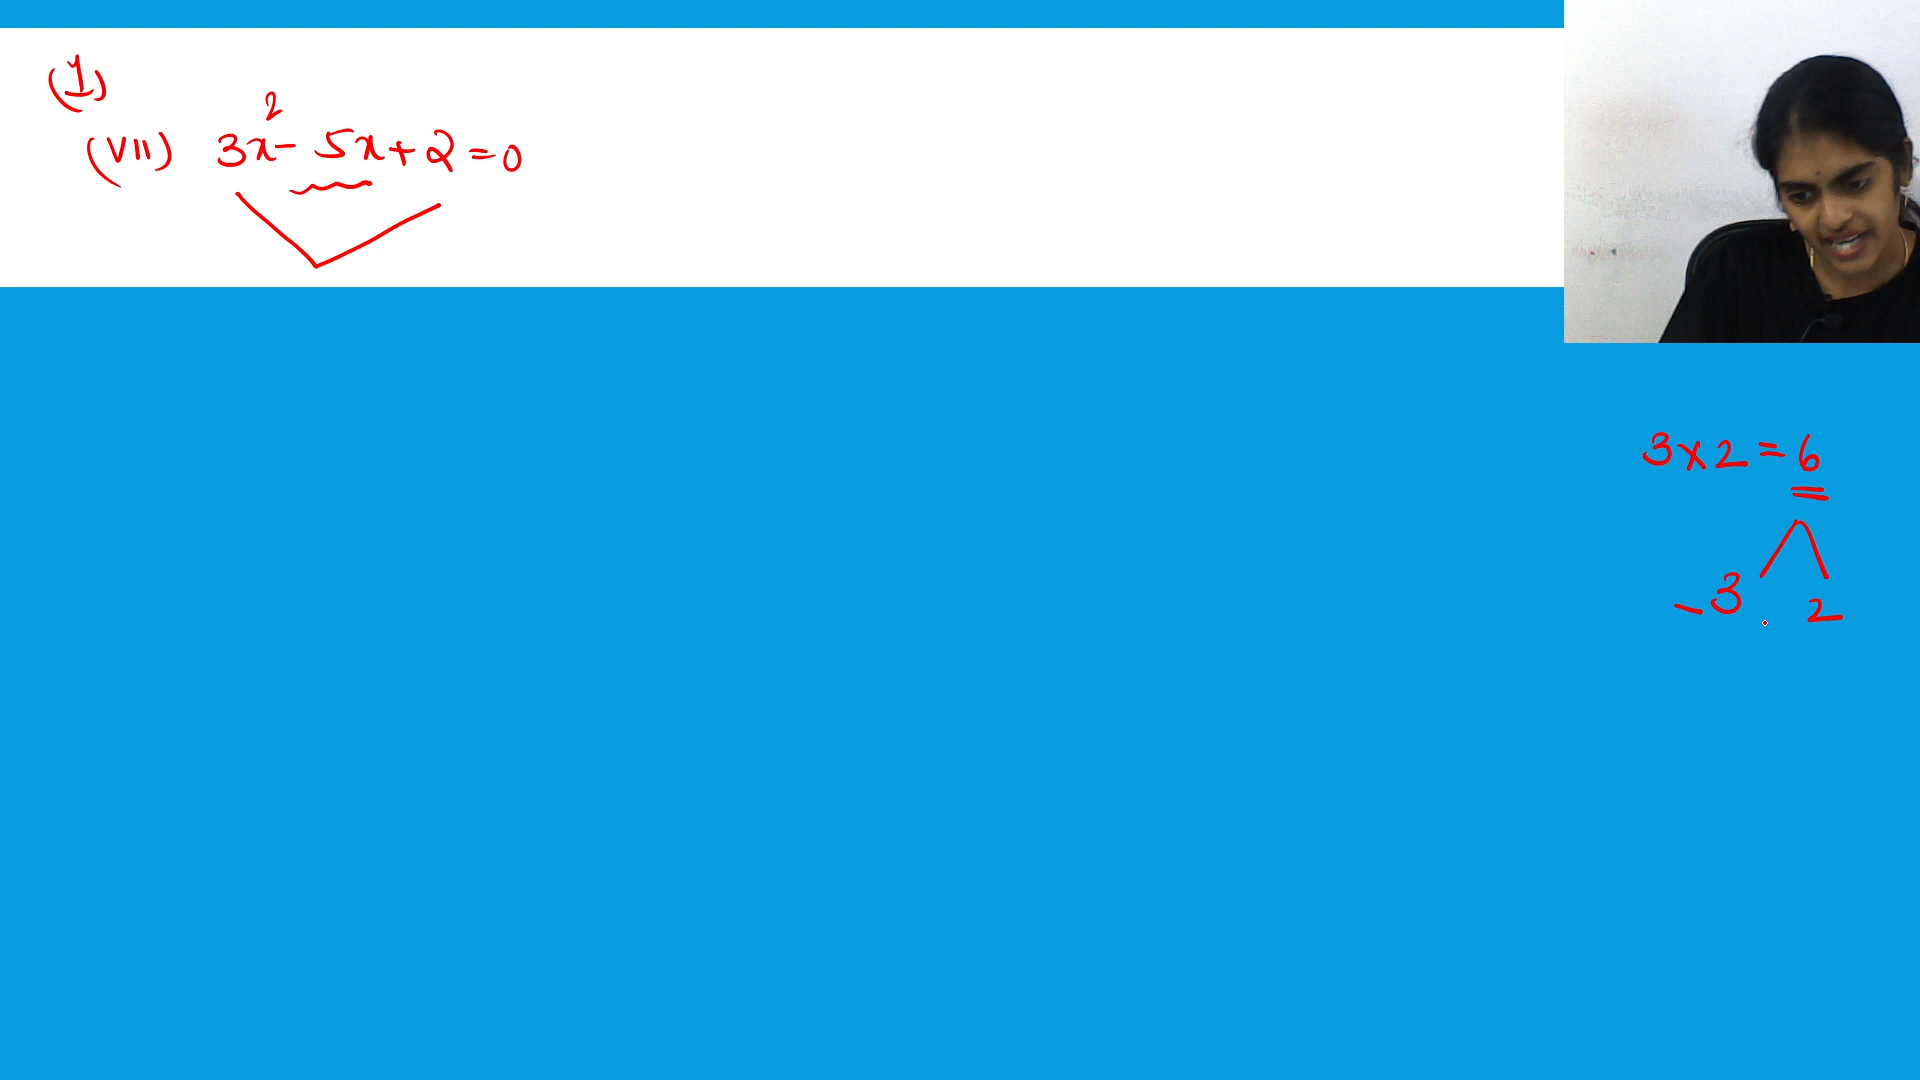 (1)
(VII) 3x² - 5x + 2 = 0
3 x 2 = 6
-3 2